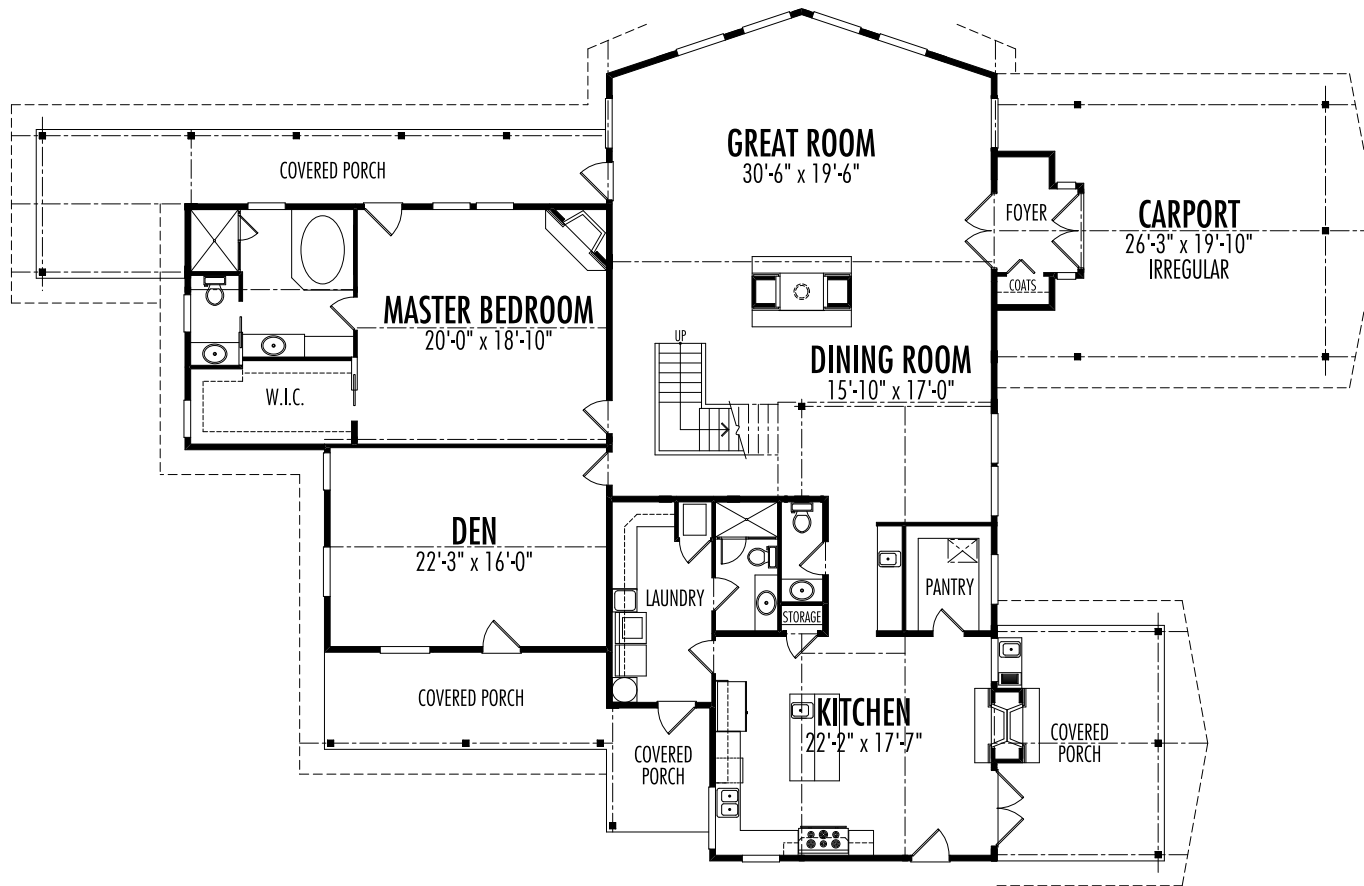 GREAT ROOM
30'-6" x 19'-6"
COVERED PORCH
FOYER
CARPORT
26'-3" x 19'-10"
IRREGULAR
COATS
MASTER BEDROOM
20'-0" x 18'-10"
UP
DINING ROOM
15'-10" x 17'-0"
W.I.C.
DEN
22'-3" x 16'-0"
LAUNDRY
STORAGE
PANTRY
COVERED PORCH
KITCHEN
22'-2" x 17'-7"
COVERED
PORCH
COVERED
PORCH